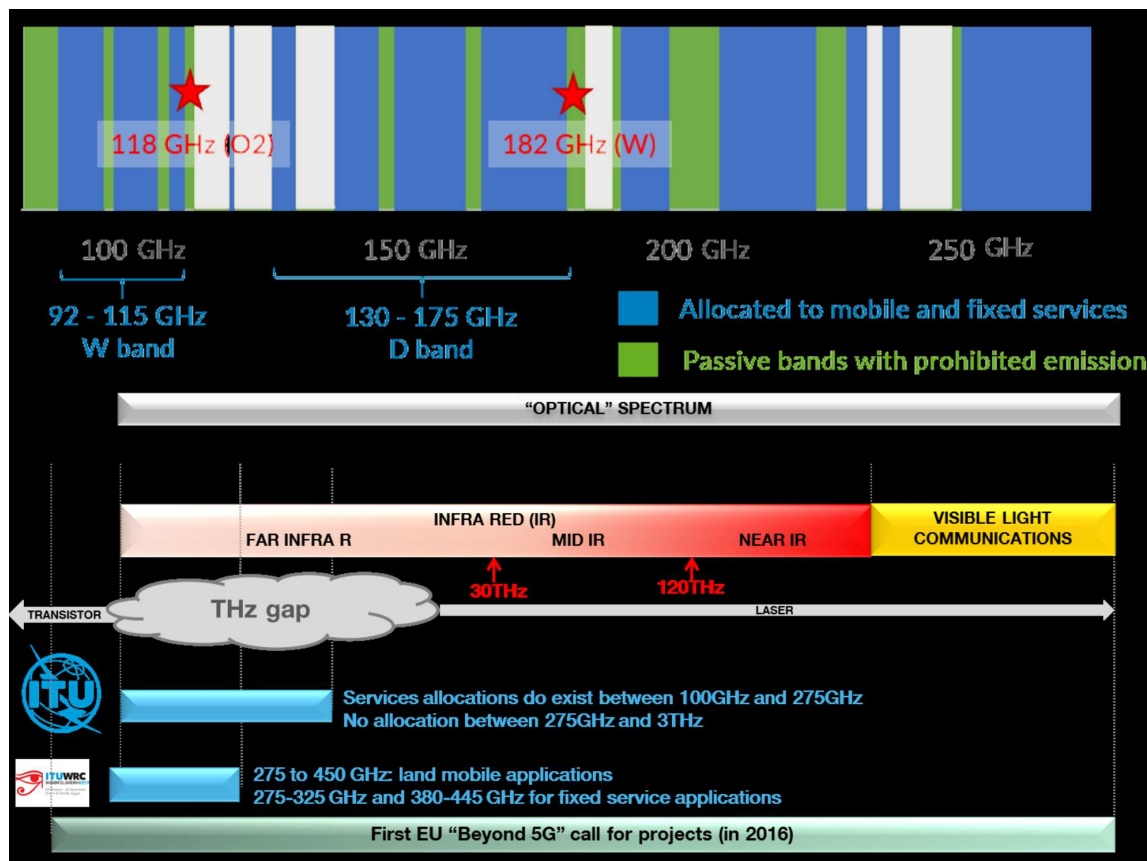 118 GHz (O2)
182 GHz (W)
100 GHz
150 GHz
200 GHz
250 GHz
92 - 115 GHz
W band
130 - 175 GHz
D band
Allocated to mobile and fixed services
Passive bands with prohibited emission
“OPTICAL” SPECTRUM
INFRA RED (IR)
FAR INFRA R
MID IR
NEAR IR
VISIBLE LIGHT
COMMUNICATIONS
30THz
120THz
TRANSISTOR
THz gap
LASER
ITU
Services allocations do exist between 100GHz and 275GHz
No allocation between 275GHz and 3THz
ITUWRC
275 to 450 GHz: land mobile applications
275-325 GHz and 380-445 GHz for fixed service applications
First EU “Beyond 5G” call for projects (in 2016)